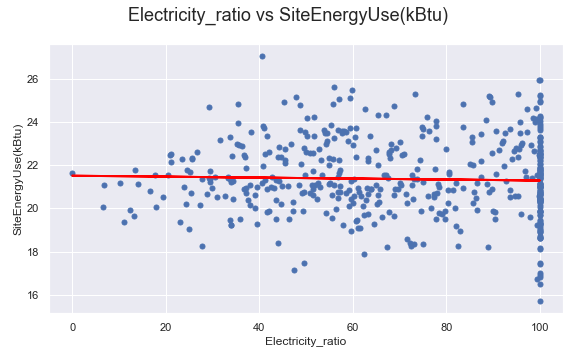 Electricity_ratio vs SiteEnergyUse(kBtu)
26
24
22
20
18
16
SiteEnergyUse(kBtu)
0 20 40 60 80 100
Electricity_ratio